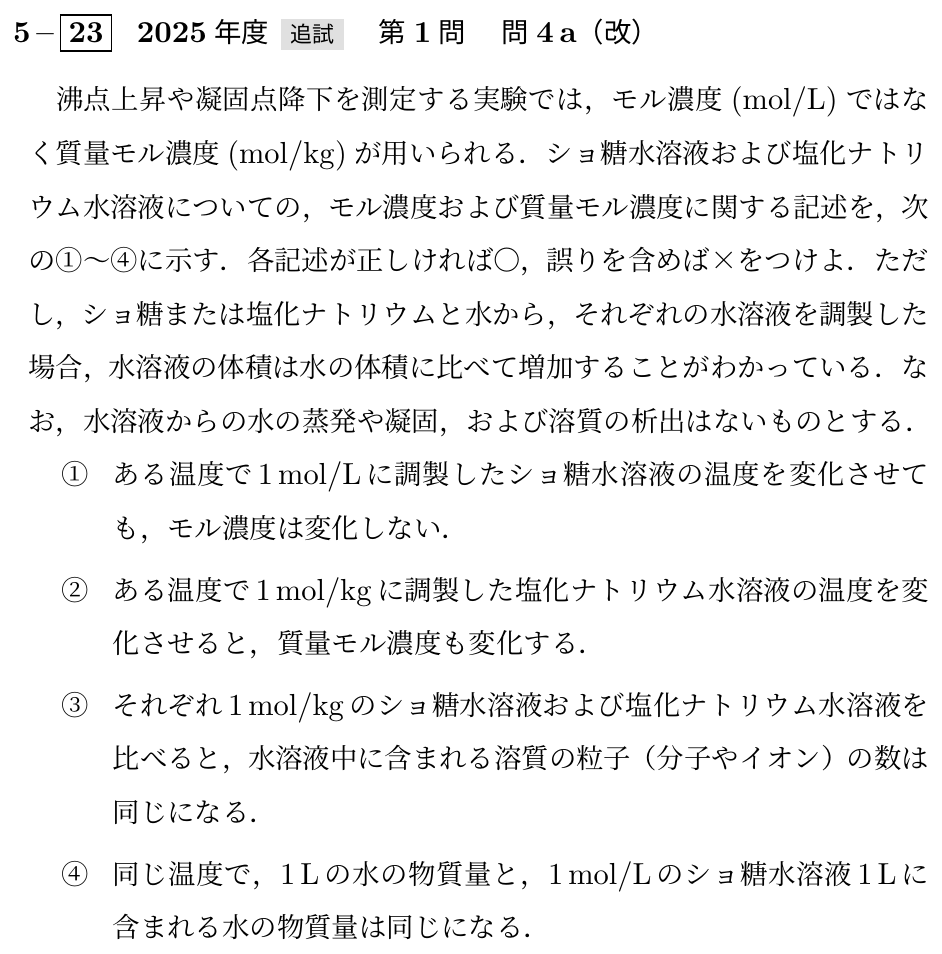 5–23 2025 年度 追試 第 1 問 問 4 a（改）
沸点上昇や凝固点降下を測定する実験では，モル濃度 (mol/L) ではな
く質量モル濃度 (mol/kg) が用いられる．ショ糖水溶液および塩化ナトリ
ウム水溶液についての，モル濃度および質量モル濃度に関する記述を，次
の①〜④に示す．各記述が正しければ○，誤りを含めば×をつけよ．ただ
し，ショ糖または塩化ナトリウムと水から，それぞれの水溶液を調製した
場合，水溶液の体積は水の体積に比べて増加することがわかっている．な
お，水溶液からの水の蒸発や凝固，および溶質の析出はないものとする．
① ある温度で 1 mol/L に調製したショ糖水溶液の温度を変化させて
も，モル濃度は変化しない．
② ある温度で 1 mol/kg に調製した塩化ナトリウム水溶液の温度を変
化させると，質量モル濃度も変化する．
③ それぞれ 1 mol/kg のショ糖水溶液および塩化ナトリウム水溶液を
比べると，水溶液中に含まれる溶質の粒子（分子やイオン）の数は
同じになる．
④ 同じ温度で，1 L の水の物質量と，1 mol/L のショ糖水溶液 1 L に
含まれる水の物質量は同じになる．